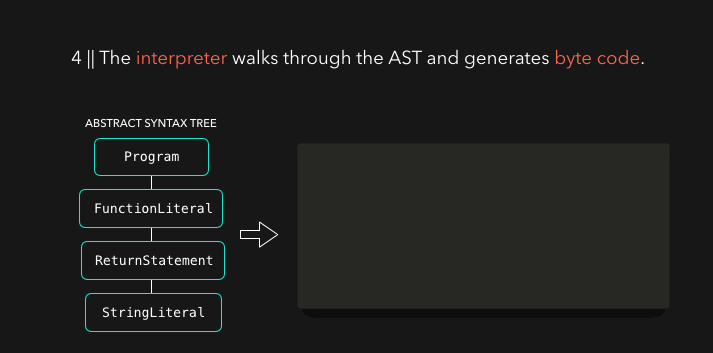 4 || The interpreter walks through the AST and generates byte code.
ABSTRACT SYNTAX TREE
Program
FunctionLiteral
ReturnStatement
StringLiteral